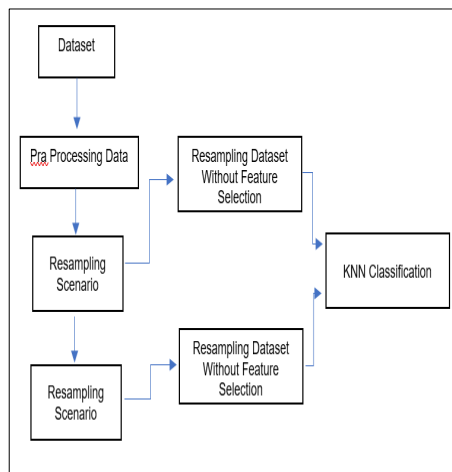 Dataset
Pra Processing Data
Resampling Dataset
Without Feature
Selection
Resampling
Scenario
KNN Classification
Resampling Dataset
Without Feature
Selection
Resampling
Scenario